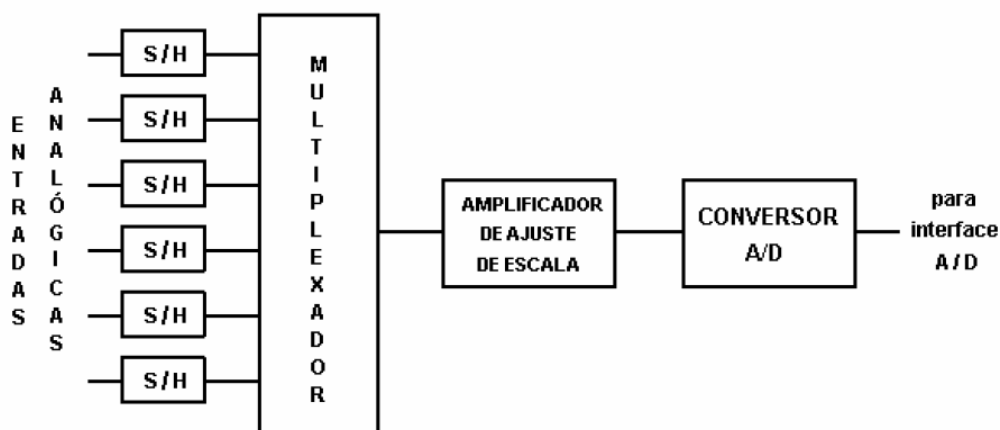 ENTRADAS
ANALÓGICAS
S/H
S/H
S/H
S/H
S/H
S/H
MULTIPLEXADOR
AMPLIFICADOR
DE AJUSTE
DE ESCALA
CONVERSOR
A/D
para
interface
A/D